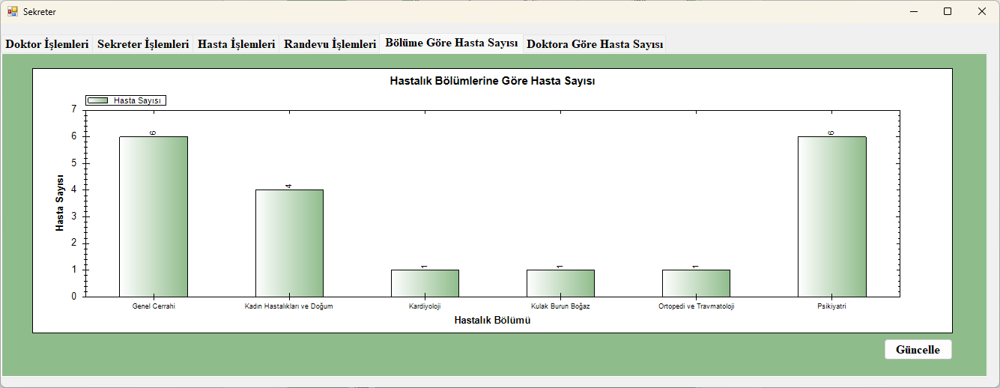 Sekreter
Doktor İşlemleri Sekreter İşlemleri Hasta İşlemleri Randevu İşlemleri Bölüme Göre Hasta Sayısı Doktora Göre Hasta Sayısı
Hastalık Bölümlerine Göre Hasta Sayısı
Hasta Sayısı
7
6
5
4
3
2
1
0
Hasta Sayısı
6
4
1
1
1
6
Genel Cerrahi Kadın Hastalıkları ve Doğum Kardiyoloji Kulak Burun Boğaz Ortopedi ve Travmatoloji Psikiyatri
Hastalık Bölümü
Güncelle